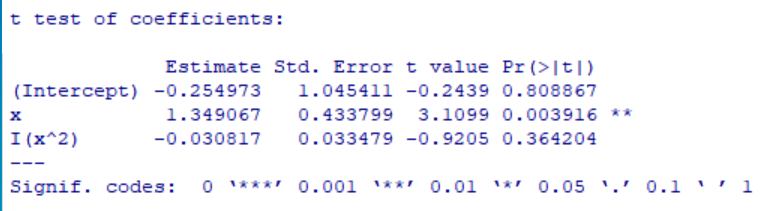 t test of coefficients:

              Estimate Std. Error t value Pr(>|t|)
(Intercept) -0.254973   1.045411 -0.2439 0.808867
x            1.349067   0.433799  3.1099 0.003916 **
I(x^2)      -0.030817   0.033479 -0.9205 0.364204
---
Signif. codes:  0 ‘***’ 0.001 ‘**’ 0.01 ‘*’ 0.05 ‘.’ 0.1 ‘ ’ 1